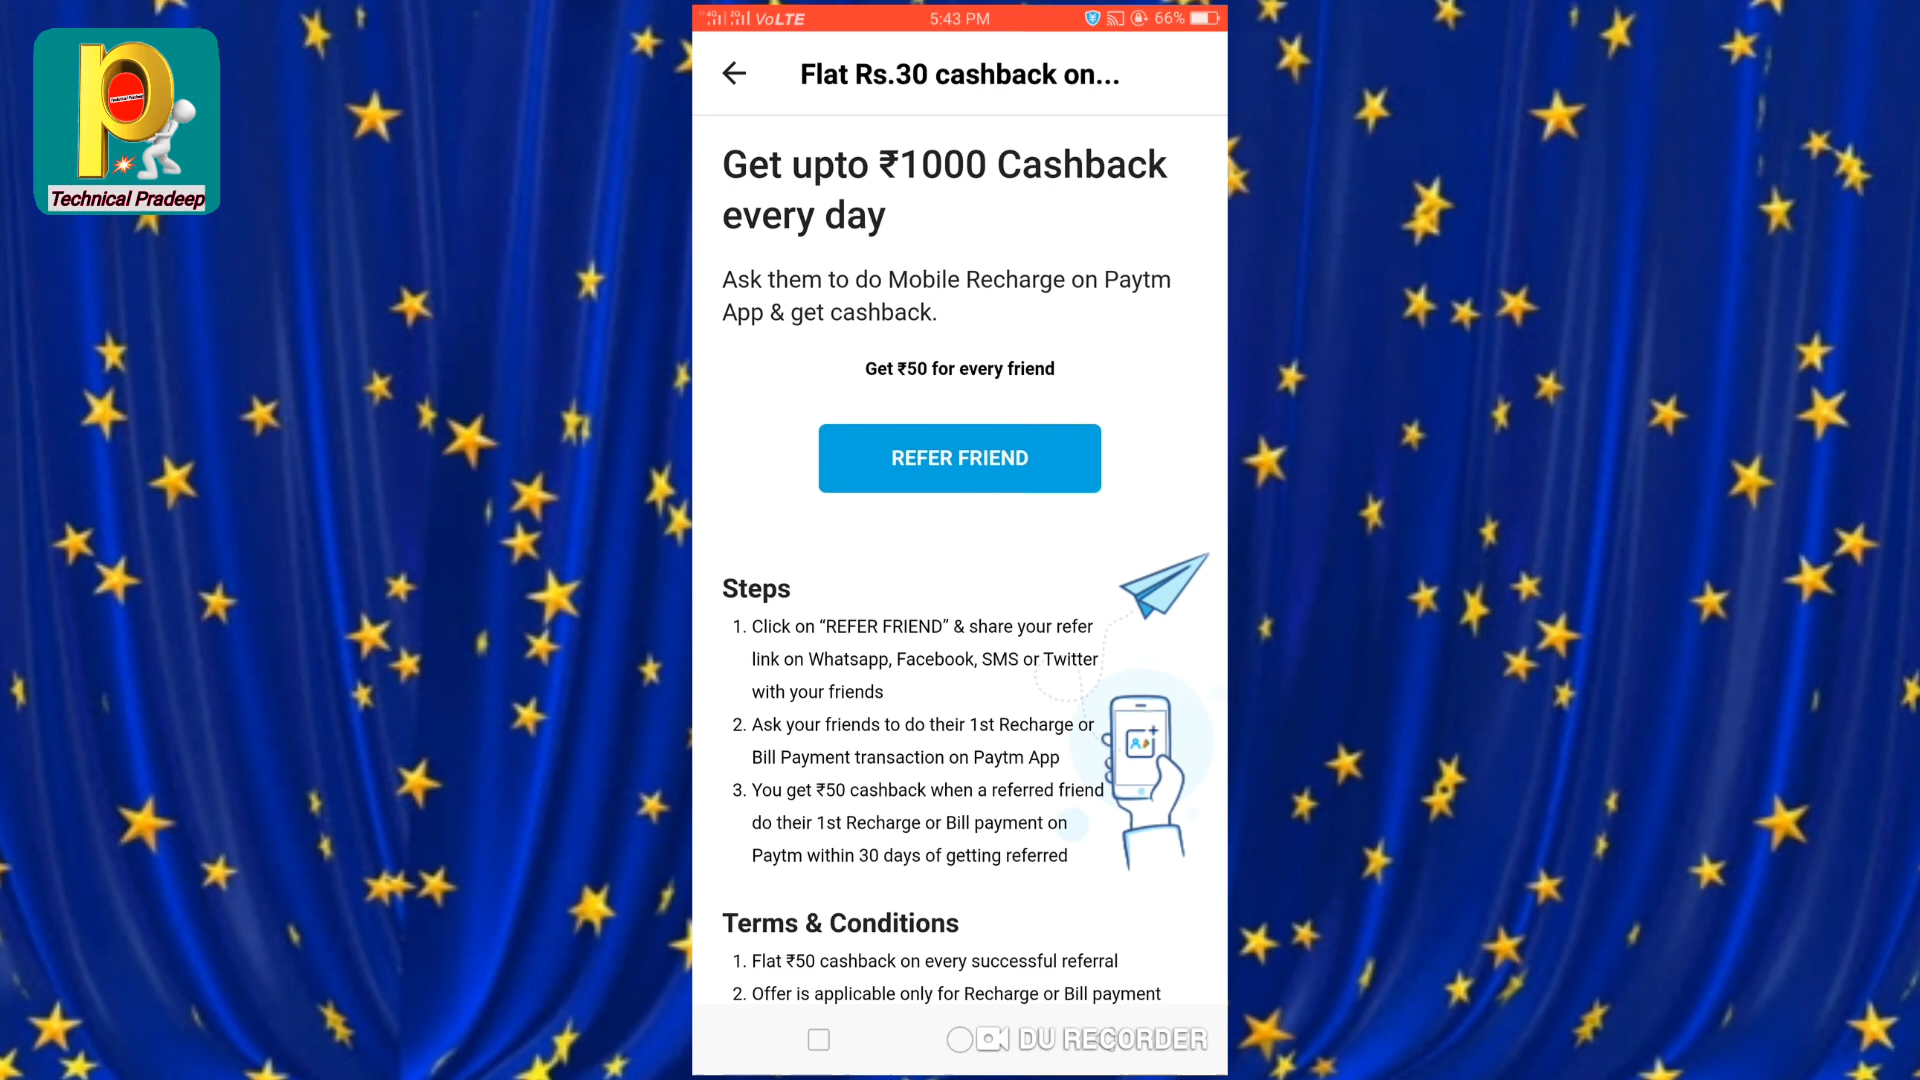 4G 2G VoLTE 5:43 PM 66%
Flat Rs.30 cashback on...
Technical Pradeep
Get upto ₹1000 Cashback
every day
Ask them to do Mobile Recharge on Paytm
App & get cashback.
Get ₹50 for every friend
REFER FRIEND
Steps
1. Click on “REFER FRIEND” & share your refer
link on Whatsapp, Facebook, SMS or Twitter
with your friends
2. Ask your friends to do their 1st Recharge or
Bill Payment transaction on Paytm App
3. You get ₹50 cashback when a referred friend
do their 1st Recharge or Bill payment on
Paytm within 30 days of getting referred
Terms & Conditions
1. Flat ₹50 cashback on every successful referral
2. Offer is applicable only for Recharge or Bill payment
DU RECORDER